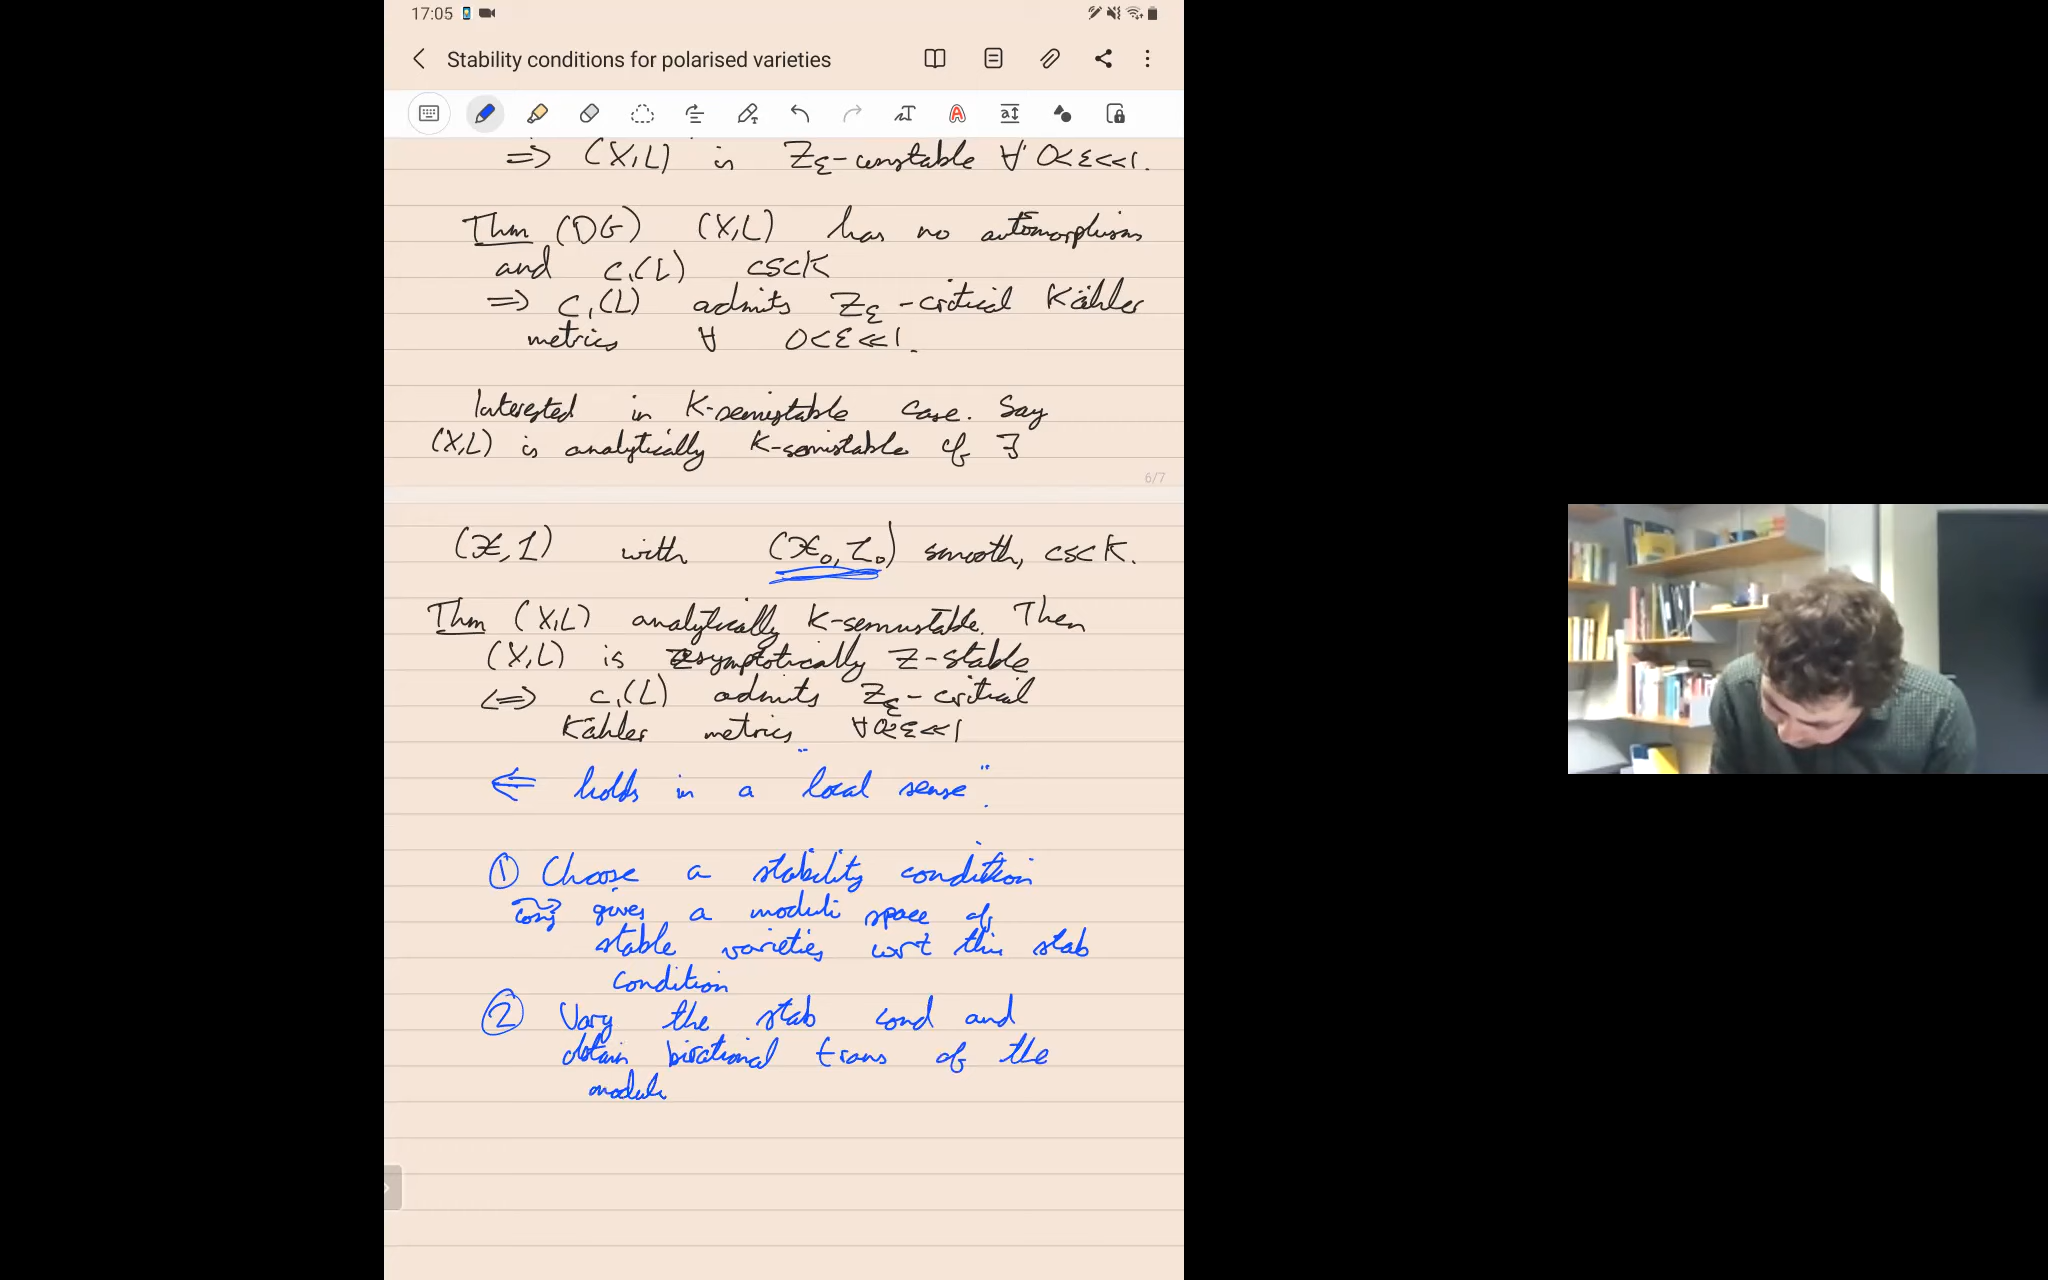 17:05
Stability conditions for polarised varieties
=> (X,L) is Z_ε-unstable ∀ 0<ε<<1.
Thm (DG) (X,L) has no automorphisms
and c₁(L) cscK
=> c₁(L) admits Z_ε-critical Kähler
metrics ∀ 0<ε<<1.
Interested in K-semistable case. Say
(X,L) is analytically K-semistable if ∃
6/7
(𝒳,ℒ) with (𝒳₀,ℒ₀) smooth, cscK.
Thm (X,L) analytically K-semistable. Then
(X,L) is asymptotically Z-stable
<=> c₁(L) admits Z_ε-critical
Kähler metrics ∀ 0<ε<<1
<= holds in a "local sense".
① Choose a stability condition
gives a moduli space of
stable varieties wrt this stab
condition
② Vary the stab cond and
obtain birational trans of the
moduli